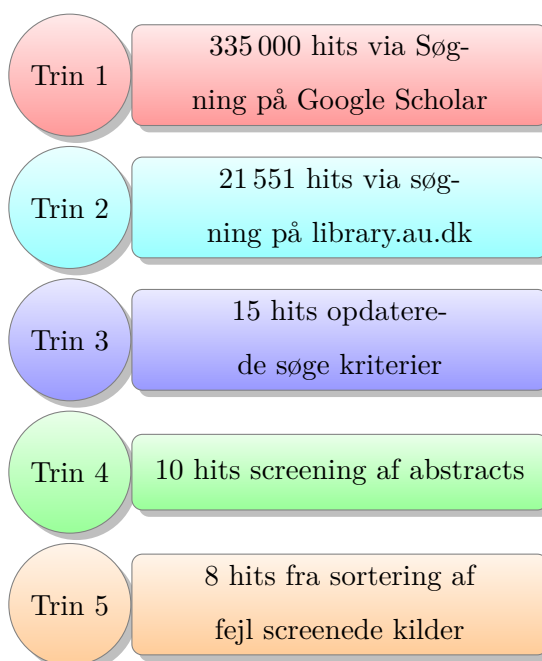 Trin 1
335 000 hits via Søg-
ning på Google Scholar
Trin 2
21 551 hits via søg-
ning på library.au.dk
Trin 3
15 hits opdatere-
de søge kriterier
Trin 4
10 hits screening af abstracts
Trin 5
8 hits fra sortering af
fejl screenede kilder